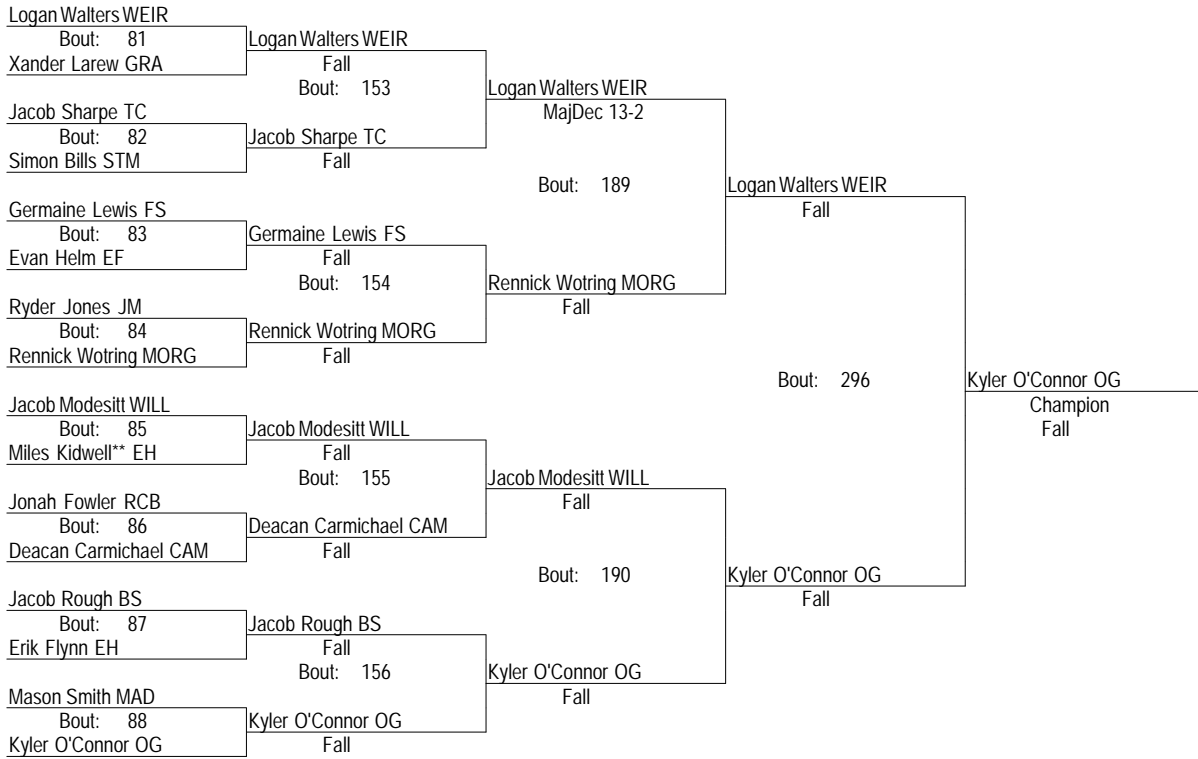 Logan Walters WEIR
Bout: 81
Xander Larew GRA
Jacob Sharpe TC
Bout: 82
Simon Bills STM
Germaine Lewis FS
Bout: 83
Evan Helm EF
Ryder Jones JM
Bout: 84
Rennick Wotring MORG
Jacob Modesitt WILL
Bout: 85
Miles Kidwell** EH
Jonah Fowler RCB
Bout: 86
Deacan Carmichael CAM
Jacob Rough BS
Bout: 87
Erik Flynn EH
Mason Smith MAD
Bout: 88
Kyler O'Connor OG
Logan Walters WEIR
Fall
Bout: 153
Jacob Sharpe TC
Fall
Germaine Lewis FS
Fall
Bout: 154
Rennick Wotring MORG
Fall
Jacob Modesitt WILL
Fall
Bout: 155
Deacan Carmichael CAM
Fall
Jacob Rough BS
Fall
Bout: 156
Kyler O'Connor OG
Fall
Logan Walters WEIR
MajDec 13-2
Bout: 189
Rennick Wotring MORG
Fall
Jacob Modesitt WILL
Fall
Bout: 190
Kyler O'Connor OG
Fall
Logan Walters WEIR
Fall
Bout: 296
Kyler O'Connor OG
Fall
Kyler O'Connor OG
Champion
Fall